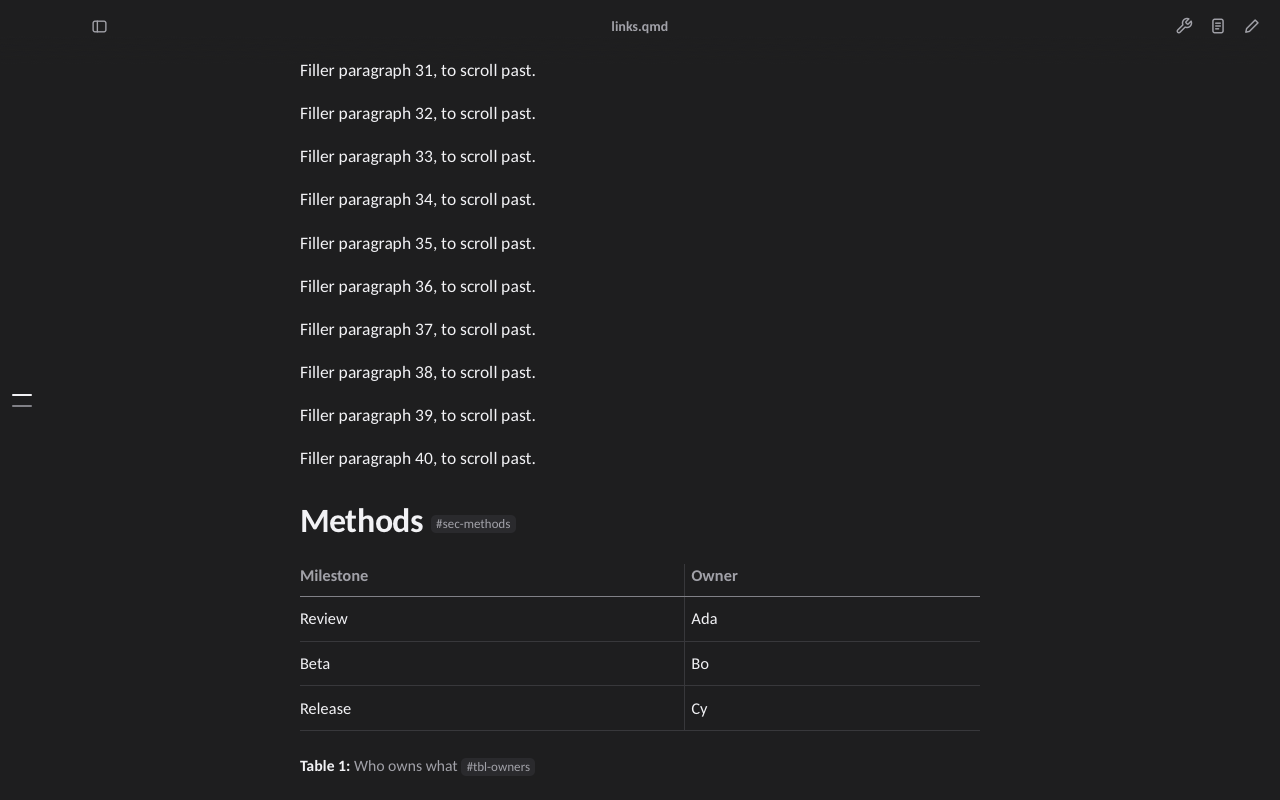 links.qmd
Filler paragraph 31, to scroll past.
Filler paragraph 32, to scroll past.
Filler paragraph 33, to scroll past.
Filler paragraph 34, to scroll past.
Filler paragraph 35, to scroll past.
Filler paragraph 36, to scroll past.
Filler paragraph 37, to scroll past.
Filler paragraph 38, to scroll past.
Filler paragraph 39, to scroll past.
Filler paragraph 40, to scroll past.
Methods #sec-methods
Milestone Owner
Review Ada
Beta Bo
Release Cy
Table 1: Who owns what #tbl-owners